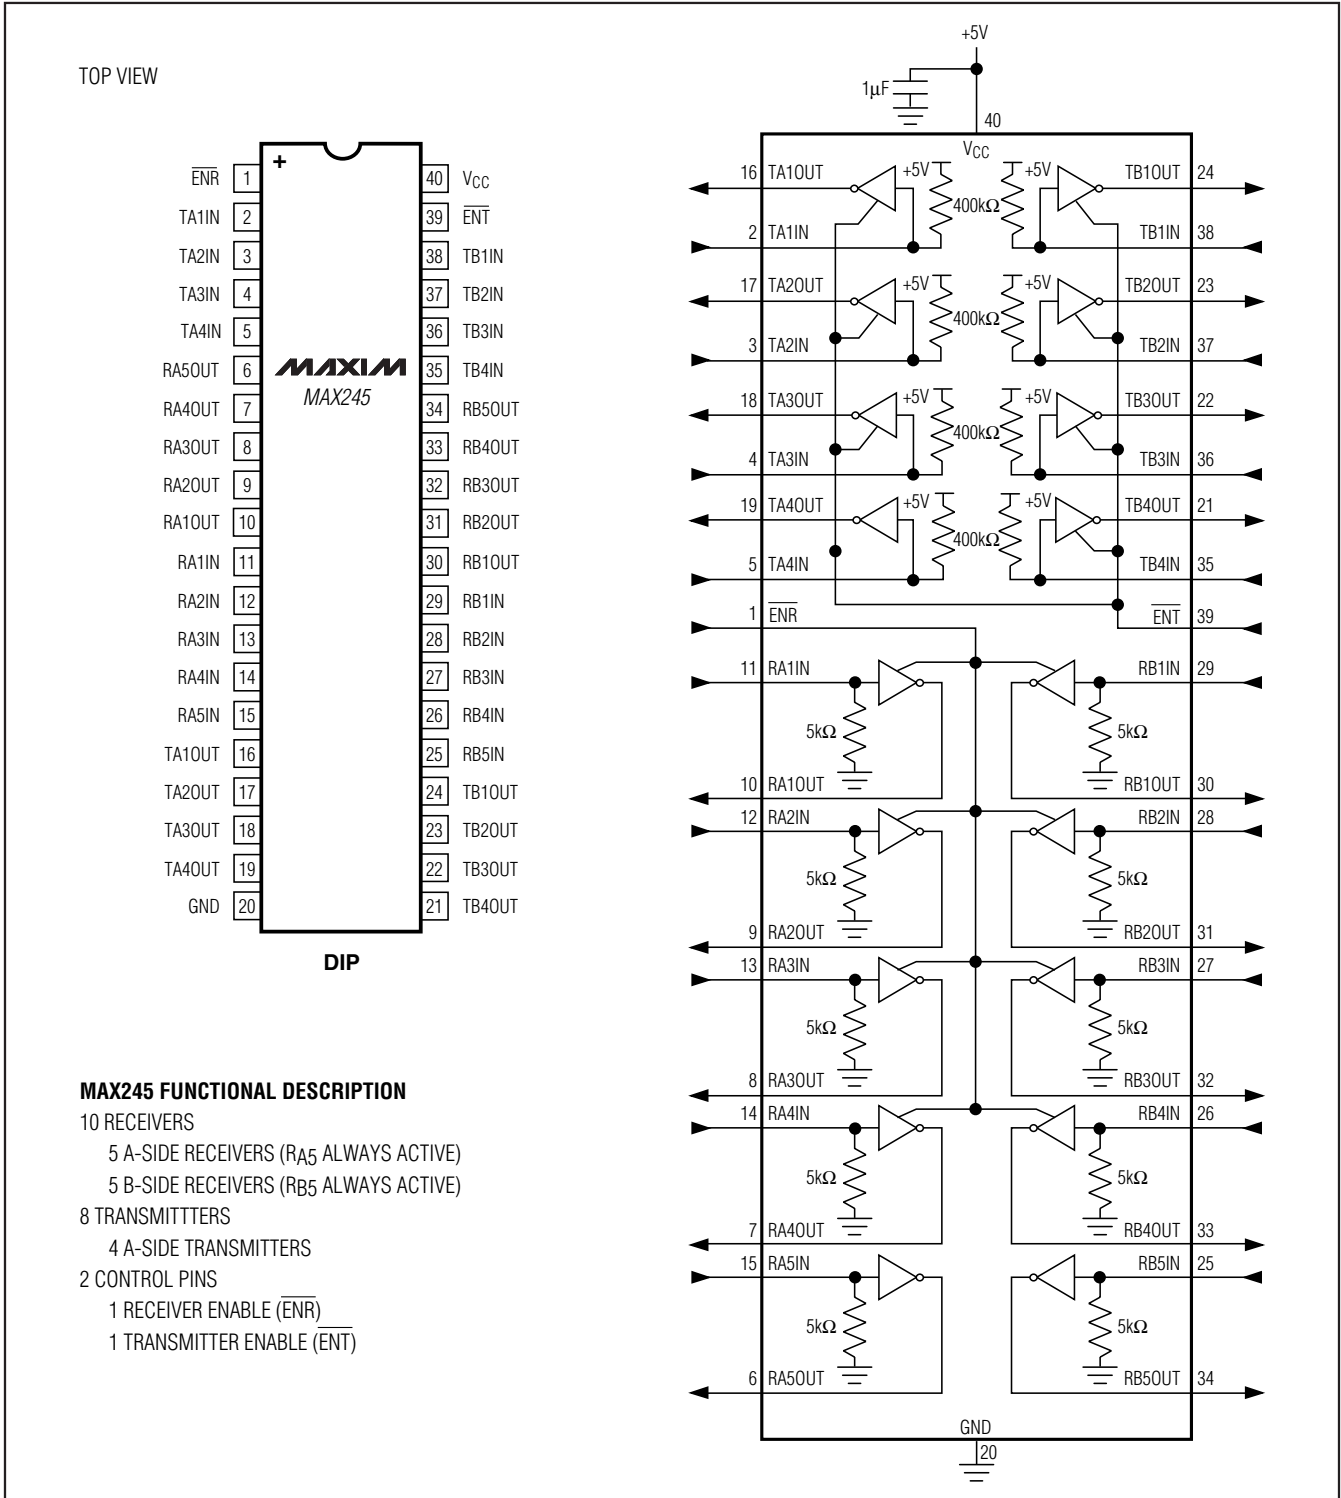 TOP VIEW
+
ENR 1
TA1IN 2
TA2IN 3
TA3IN 4
TA4IN 5
RA5OUT 6
RA4OUT 7
RA3OUT 8
RA2OUT 9
RA1OUT 10
RA1IN 11
RA2IN 12
RA3IN 13
RA4IN 14
RA5IN 15
TA1OUT 16
TA2OUT 17
TA3OUT 18
TA4OUT 19
GND 20
MAXIM
MAX245
40 VCC
39 ENT
38 TB1IN
37 TB2IN
36 TB3IN
35 TB4IN
34 RB5OUT
33 RB4OUT
32 RB3OUT
31 RB2OUT
30 RB1OUT
29 RB1IN
28 RB2IN
27 RB3IN
26 RB4IN
25 RB5IN
24 TB1OUT
23 TB2OUT
22 TB3OUT
21 TB4OUT
DIP
MAX245 FUNCTIONAL DESCRIPTION
10 RECEIVERS
5 A-SIDE RECEIVERS (RA5 ALWAYS ACTIVE)
5 B-SIDE RECEIVERS (RB5 ALWAYS ACTIVE)
8 TRANSMITTTERS
4 A-SIDE TRANSMITTERS
2 CONTROL PINS
1 RECEIVER ENABLE (ENR)
1 TRANSMITTER ENABLE (ENT)
+5V
1µF
40
VCC
16 TA1OUT +5V +5V TB1OUT 24
400kΩ
2 TA1IN TB1IN 38
17 TA2OUT +5V +5V TB2OUT 23
400kΩ
3 TA2IN TB2IN 37
18 TA3OUT +5V +5V TB3OUT 22
400kΩ
4 TA3IN TB3IN 36
19 TA4OUT +5V +5V TB4OUT 21
400kΩ
5 TA4IN TB4IN 35
1 ENR ENT 39
11 RA1IN RB1IN 29
5kΩ 5kΩ
10 RA1OUT RB1OUT 30
12 RA2IN RB2IN 28
5kΩ 5kΩ
9 RA2OUT RB2OUT 31
13 RA3IN RB3IN 27
5kΩ 5kΩ
8 RA3OUT RB3OUT 32
14 RA4IN RB4IN 26
5kΩ 5kΩ
7 RA4OUT RB4OUT 33
15 RA5IN RB5IN 25
5kΩ 5kΩ
6 RA5OUT RB5OUT 34
GND
20